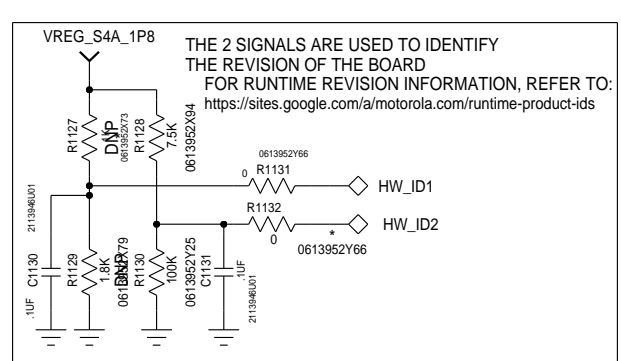 VREG_S4A_1P8
THE 2 SIGNALS ARE USED TO IDENTIFY
THE REVISION OF THE BOARD
FOR RUNTIME REVISION INFORMATION, REFER TO:
https://sites.google.com/a/motorola.com/runtime-product-ids
R1127
DNP
0613952X73
R1128
7.5K
0613952X94
0613952Y66
0
R1131
HW_ID1
R1132
0
*
0613952Y66
HW_ID2
2113946U01
C1130
.1UF
R1129
1.8K
DNP
R1130
100K
0613952Y25
C1131
.1UF
2113946U01